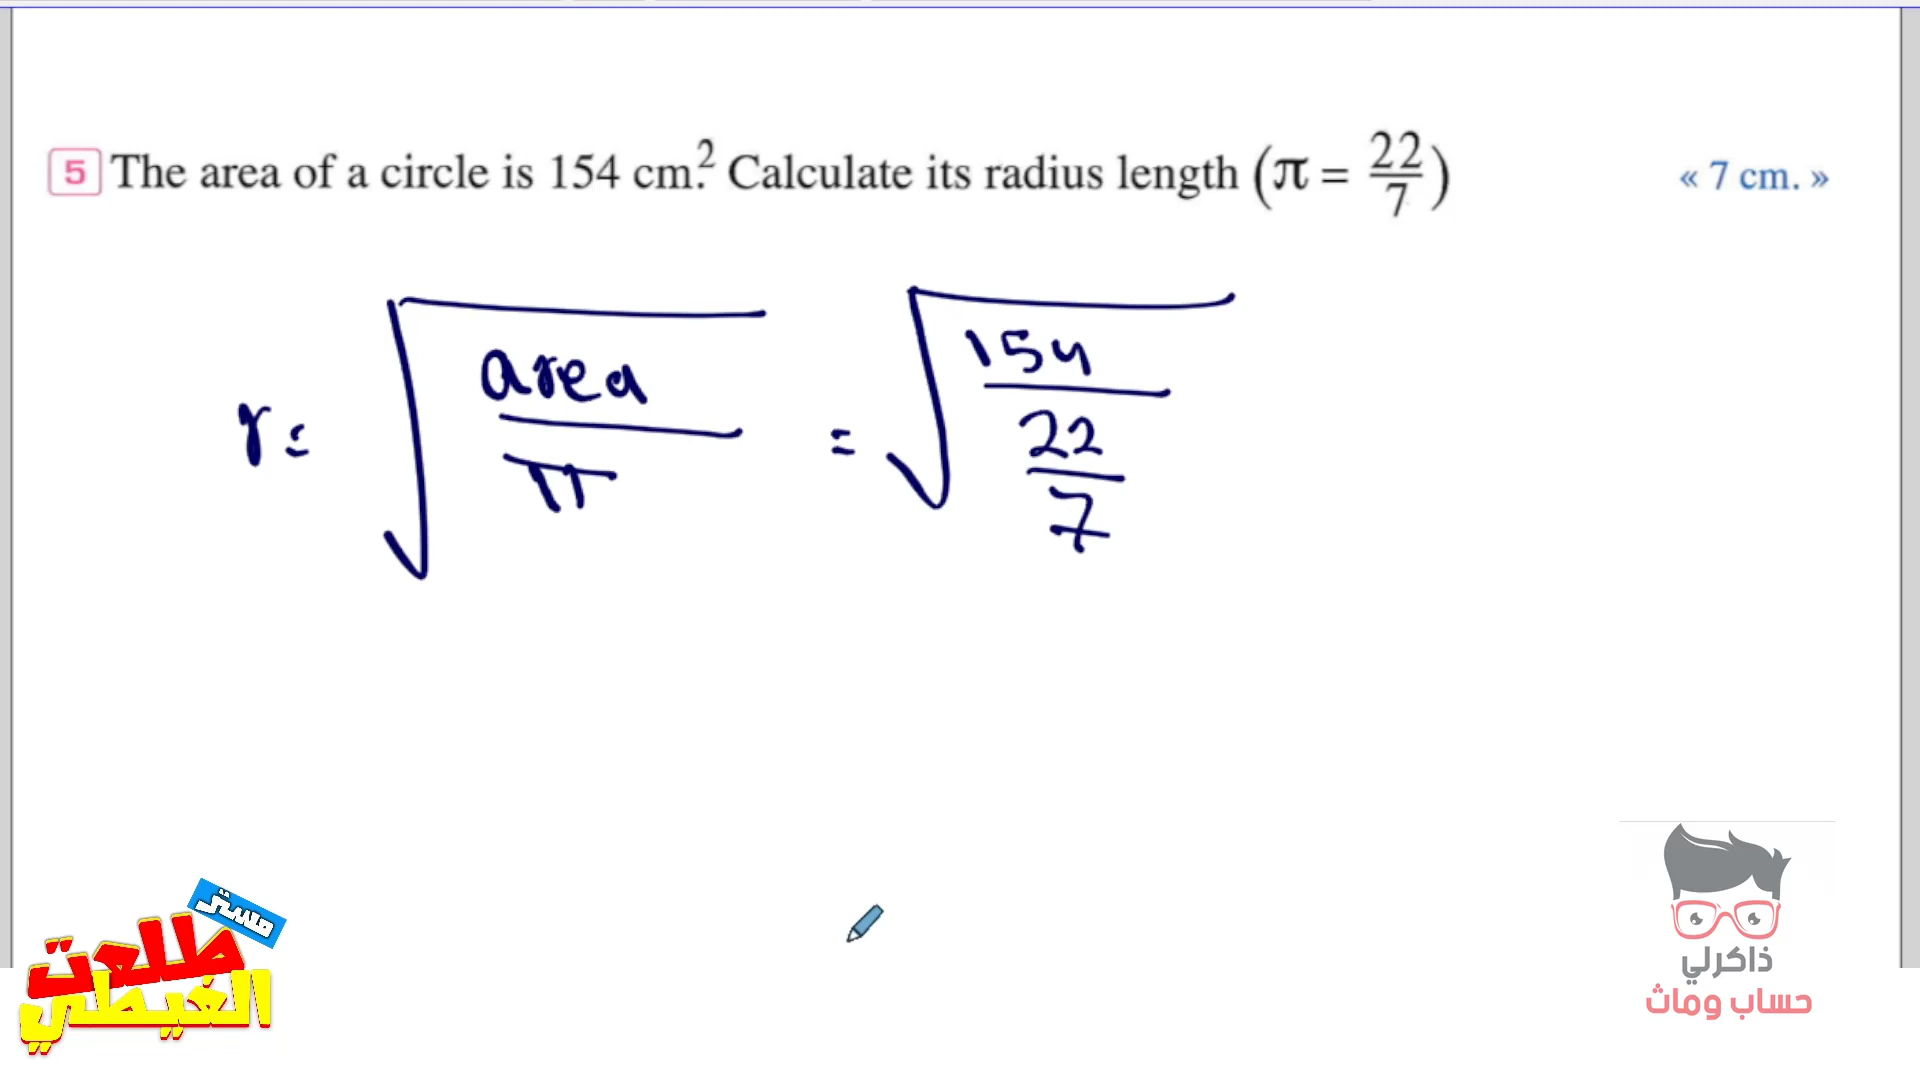 5 The area of a circle is 154 cm.² Calculate its radius length (π = 22/7) « 7 cm. »
r = √(area/π) = √(154/(22/7))
مستر
طلعت
الغيطي
ذاكرلي
حساب وماث